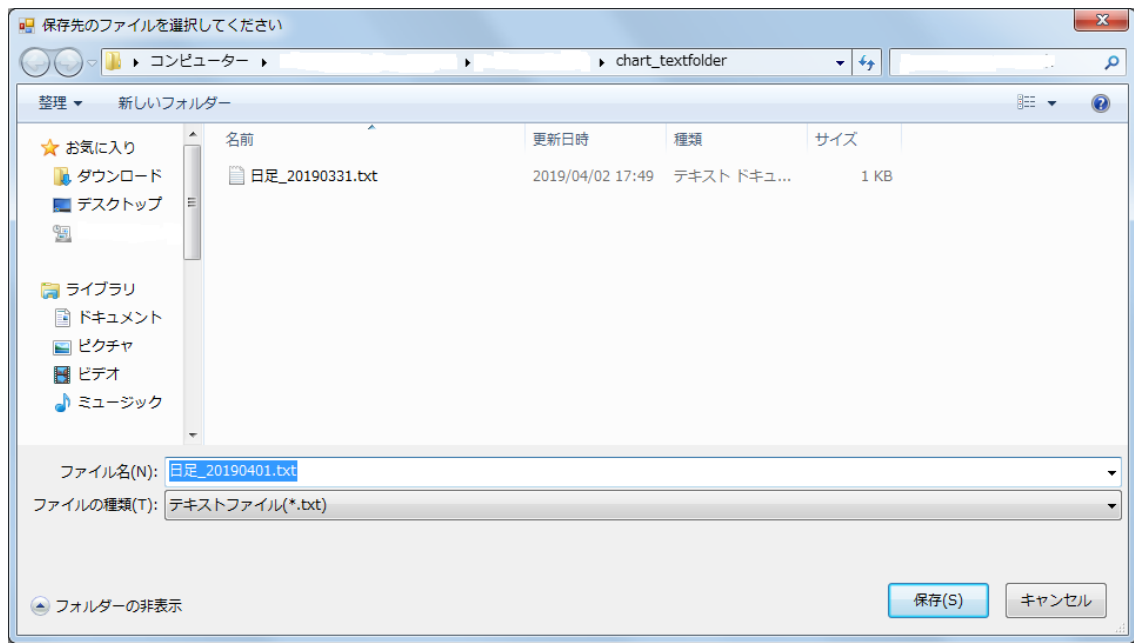 保存先のファイルを選択してください
コンピューター
chart_textfolder
整理
新しいフォルダー
お気に入り
ダウンロード
デスクトップ
ライブラリ
ドキュメント
ピクチャ
ビデオ
ミュージック
名前 更新日時 種類 サイズ
日足_20190331.txt 2019/04/02 17:49 テキスト ドキュ... 1 KB
ファイル名(N): 日足_20190401.txt
ファイルの種類(T): テキストファイル(*.txt)
フォルダーの非表示
保存(S)
キャンセル